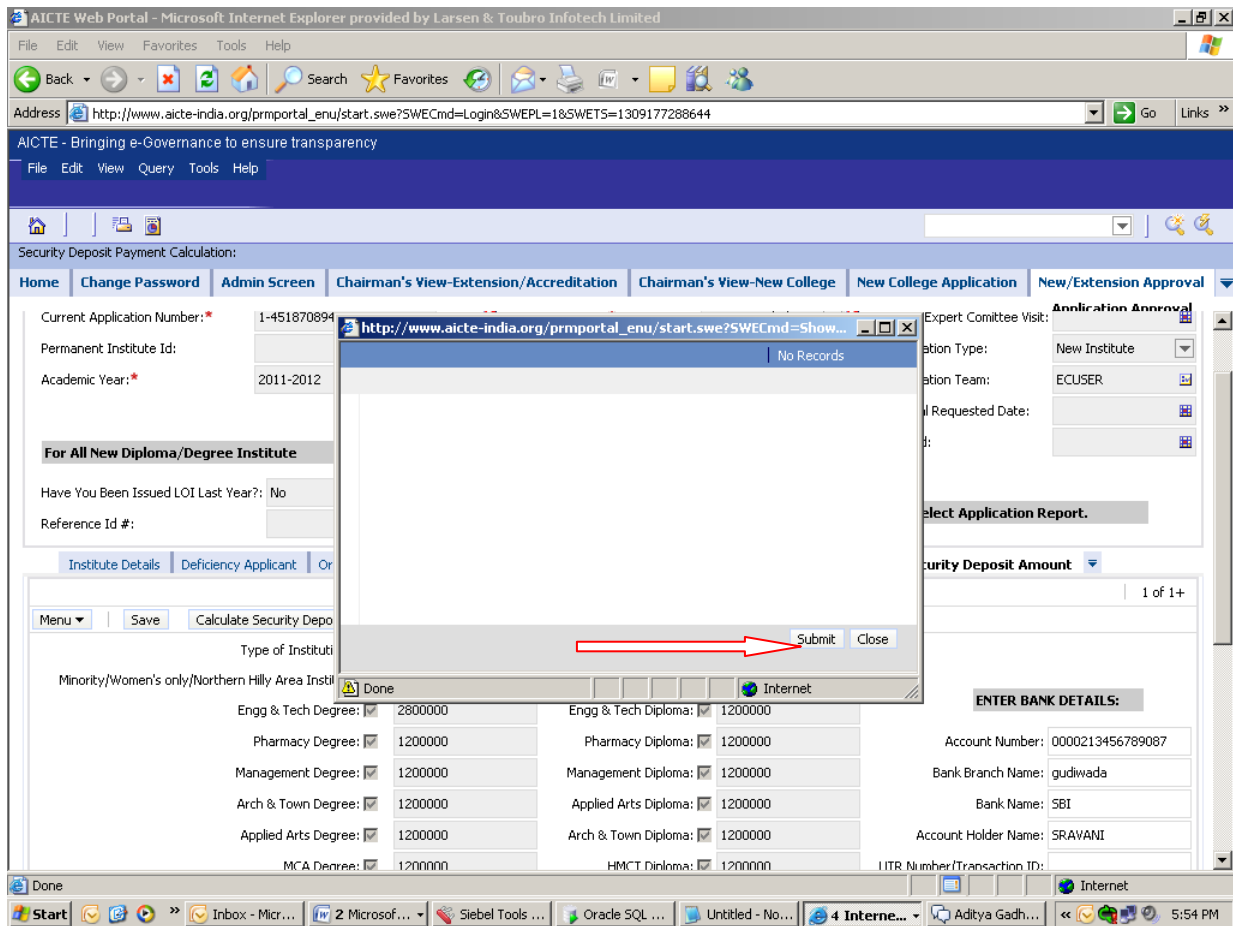 AICTE Web Portal - Microsoft Internet Explorer provided by Larsen & Toubro Infotech Limited
File Edit View Favorites Tools Help
Back Search Favorites
Address http://www.aicte-india.org/prmportal_enu/start.swe?SWECmd=Login&SWEPL=1&SWETS=1309177288644 Go Links »
AICTE - Bringing e-Governance to ensure transparency
File Edit View Query Tools Help
Security Deposit Payment Calculation:
Home Change Password Admin Screen Chairman's View-Extension/Accreditation Chairman's View-New College New College Application New/Extension Approval
Application Approval
Current Application Number:* 1-451870894 Expert Comittee Visit:
Permanent Institute Id: ation Type: New Institute
Academic Year:* 2011-2012 ation Team: ECUSER
l Requested Date:
d:
For All New Diploma/Degree Institute
Have You Been Issued LOI Last Year?: No
elect Application Report.
Reference Id #:
http://www.aicte-india.org/prmportal_enu/start.swe?SWECmd=Show...
No Records
Submit Close
Done Internet
Institute Details Deficiency Applicant Or curity Deposit Amount
1 of 1+
Menu Save Calculate Security Depo
Type of Instituti
Minority/Women's only/Northern Hilly Area Insti
ENTER BANK DETAILS:
Engg & Tech Degree: 2800000 Engg & Tech Diploma: 1200000
Pharmacy Degree: 1200000 Pharmacy Diploma: 1200000 Account Number: 0000213456789087
Management Degree: 1200000 Management Diploma: 1200000 Bank Branch Name: gudiwada
Arch & Town Degree: 1200000 Applied Arts Diploma: 1200000 Bank Name: SBI
Applied Arts Degree: 1200000 Arch & Town Diploma: 1200000 Account Holder Name: SRAVANI
MCA Degree: 1200000 HMCT Diploma: 1200000 UTR Number/Transaction ID:
Done Internet
Start » Inbox - Micr... 2 Microsof... Siebel Tools ... Oracle SQL ... Untitled - No... 4 Interne... Aditya Gadh... « 5:54 PM